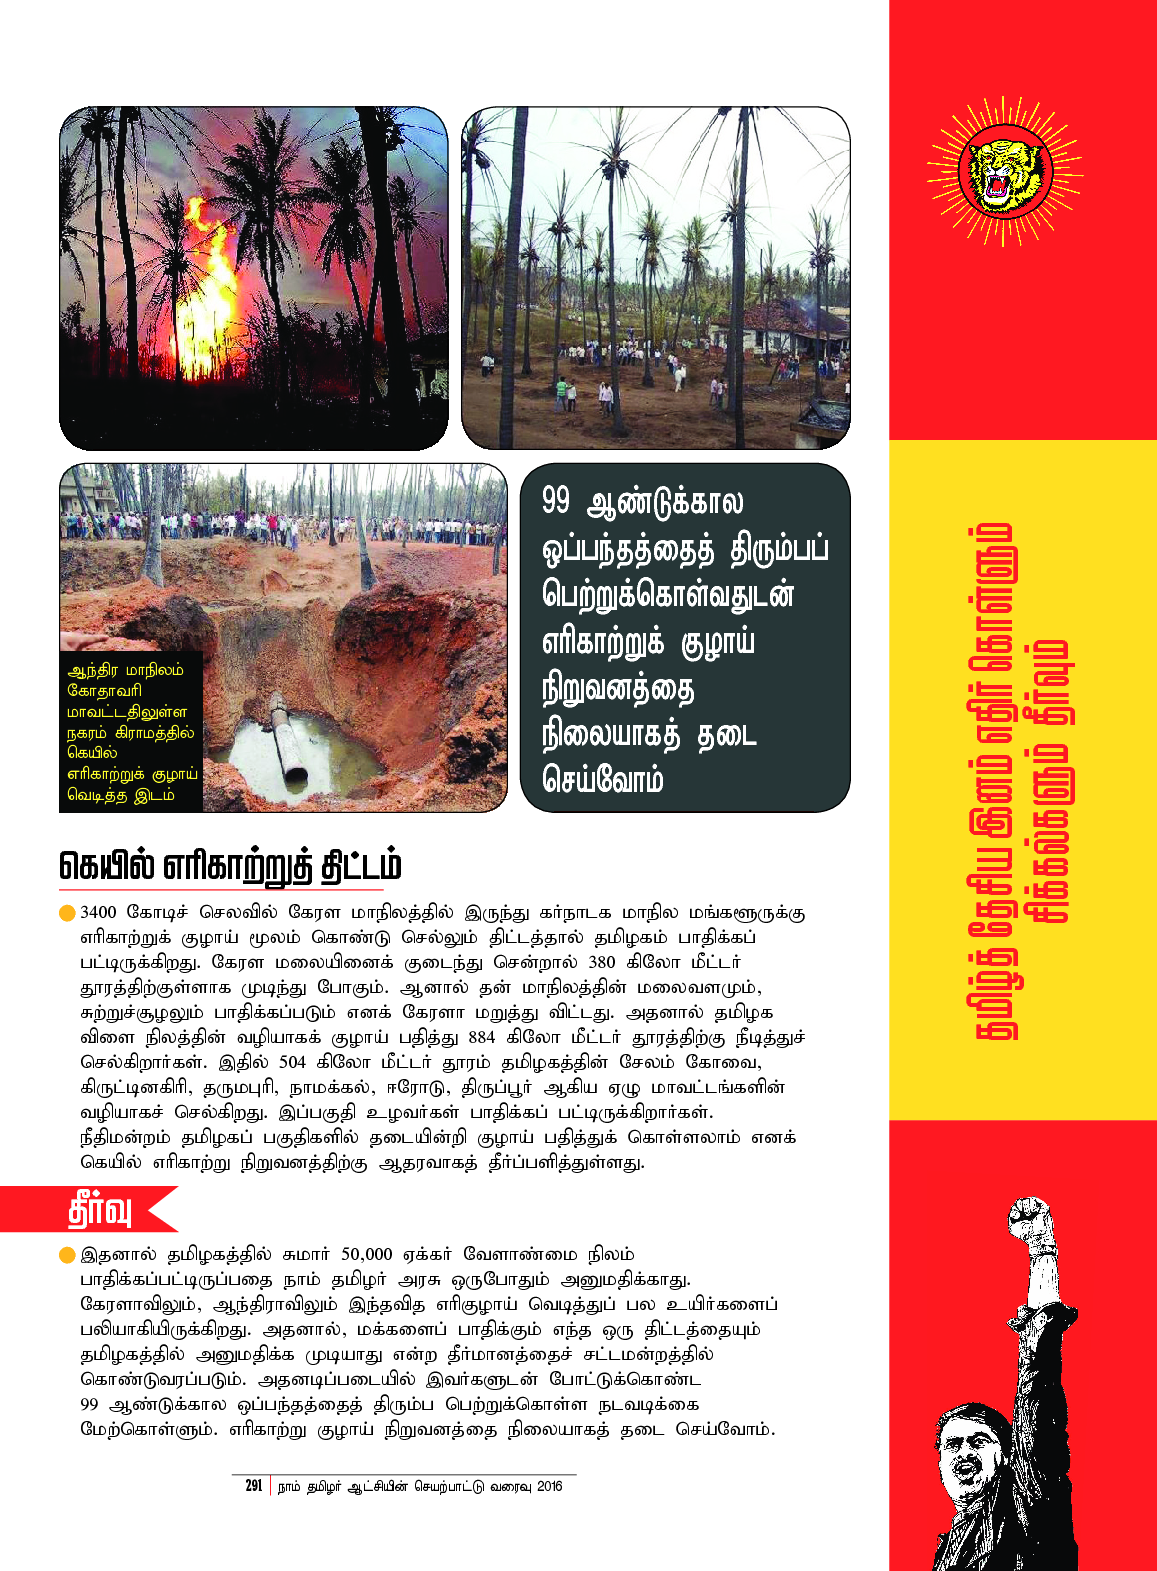 99 ஆண்டுக்கால
ஒப்பந்தத்தைத் திரும்பப்
பெற்றுக்கொள்வதுடன்
எரிகாற்றுக் குழாய்
நிறுவனத்தை
நிலையாகத் தடை
செய்வோம்
ஆந்திர மாநிலம்
கோதாவரி
மாவட்டதிலுள்ள
நகரம் கிராமத்தில்
கெயில்
எரிகாற்றுக் குழாய்
வெடித்த இடம்
கெயில் எரிகாற்றுத் திட்டம்
3400 கோடிச் செலவில் கேரள மாநிலத்தில் இருந்து கர்நாடக மாநில மங்களூருக்கு
எரிகாற்றுக் குழாய் மூலம் கொண்டு செல்லும் திட்டத்தால் தமிழகம் பாதிக்கப்
பட்டிருக்கிறது. கேரள மலையினைக் குடைந்து சென்றால் 380 கிலோ மீட்டர்
தூரத்திற்குள்ளாக முடிந்து போகும். ஆனால் தன் மாநிலத்தின் மலைவளமும்,
சுற்றுச்சூழலும் பாதிக்கப்படும் எனக் கேரளா மறுத்து விட்டது. அதனால் தமிழக
விளை நிலத்தின் வழியாகக் குழாய் பதித்து 884 கிலோ மீட்டர் தூரத்திற்கு நீடித்துச்
செல்கிறார்கள். இதில் 504 கிலோ மீட்டர் தூரம் தமிழகத்தின் சேலம் கோவை,
கிருட்டினகிரி, தருமபுரி, நாமக்கல், ஈரோடு, திருப்பூர் ஆகிய ஏழு மாவட்டங்களின்
வழியாகச் செல்கிறது. இப்பகுதி உழவர்கள் பாதிக்கப் பட்டிருக்கிறார்கள்.
நீதிமன்றம் தமிழகப் பகுதிகளில் தடையின்றி குழாய் பதித்துக் கொள்ளலாம் எனக்
கெயில் எரிகாற்று நிறுவனத்திற்கு ஆதரவாகத் தீர்ப்பளித்துள்ளது.
தீர்வு
இதனால் தமிழகத்தில் சுமார் 50,000 ஏக்கர் வேளாண்மை நிலம்
பாதிக்கப்பட்டிருப்பதை நாம் தமிழர் அரசு ஒருபோதும் அனுமதிக்காது.
கேரளாவிலும், ஆந்திராவிலும் இந்தவித எரிகுழாய் வெடித்துப் பல உயிர்களைப்
பலியாகியிருக்கிறது. அதனால், மக்களைப் பாதிக்கும் எந்த ஒரு திட்டத்தையும்
தமிழகத்தில் அனுமதிக்க முடியாது என்ற தீர்மானத்தைச் சட்டமன்றத்தில்
கொண்டுவரப்படும். அதனடிப்படையில் இவர்களுடன் போட்டுக்கொண்ட
99 ஆண்டுக்கால ஒப்பந்தத்தைத் திரும்ப பெற்றுக்கொள்ள நடவடிக்கை
மேற்கொள்ளும். எரிகாற்று குழாய் நிறுவனத்தை நிலையாகத் தடை செய்வோம்.
291 நாம் தமிழர் ஆட்சியின் செயற்பாட்டு வரைவு 2016
தமிழ்த் தேசிய இனம் எதிர் கொள்ளும்
சிக்கல்களும் தீர்வும்